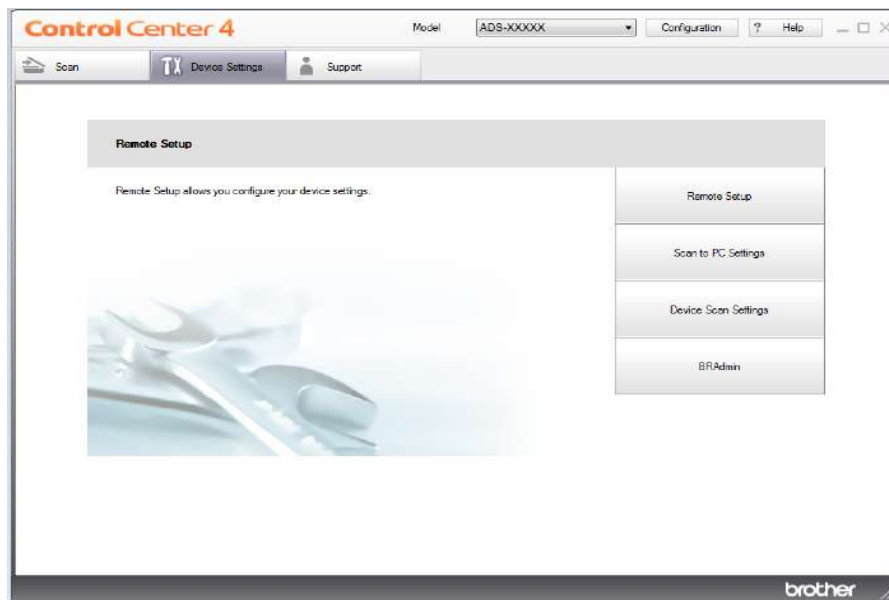 Control Center 4 Model ADS-XXXXX Configuration ? Help
Scan Device Settings Support
Remote Setup
Remote Setup allows you configure your device settings.
Remote Setup
Scan to PC Settings
Device Scan Settings
BRAdmin
brother